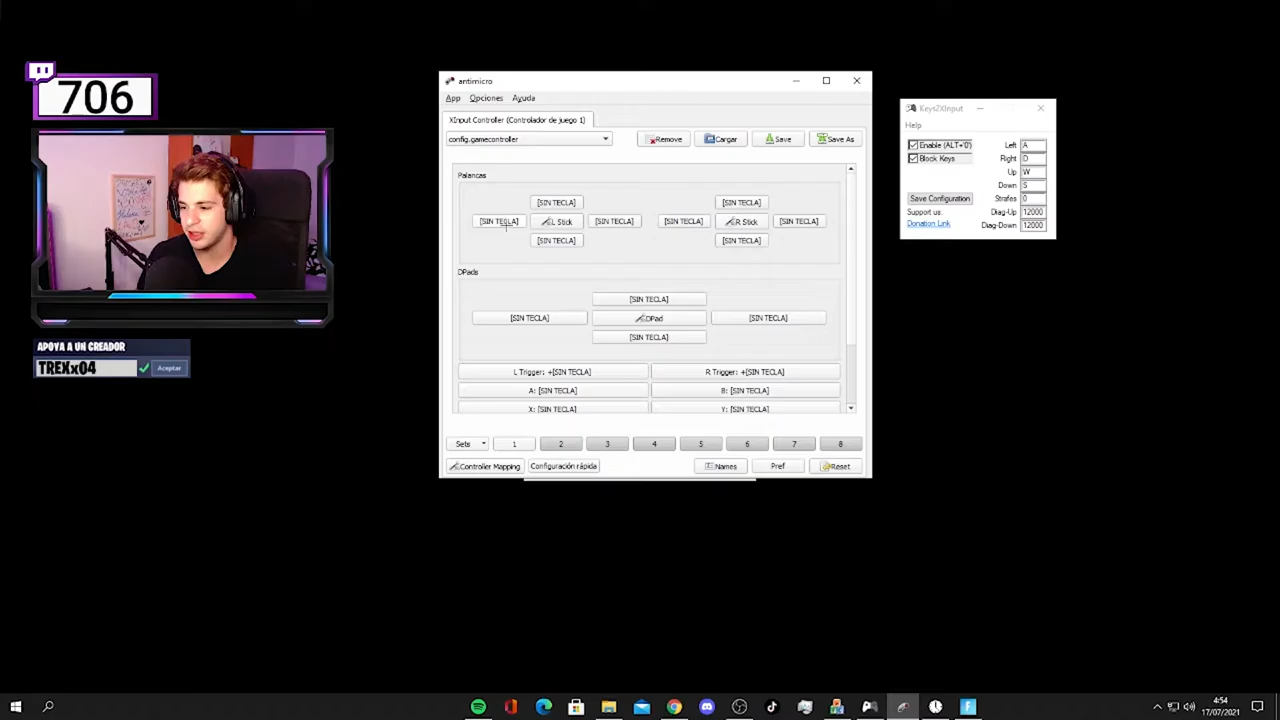 706
APOYA A UN CREADOR
TREXx04
Aceptar
antimicro
App Opciones Ayuda
XInput Controller (Controlador de juego 1)
config.gamecontroller
Remove
Cargar
Save
Save As
Palancas
[SIN TECLA]
[SIN TECLA]
[SIN TECLA]
L Stick
[SIN TECLA]
[SIN TECLA]
R Stick
[SIN TECLA]
[SIN TECLA]
[SIN TECLA]
DPads
[SIN TECLA]
[SIN TECLA]
DPad
[SIN TECLA]
[SIN TECLA]
L Trigger: +[SIN TECLA]
R Trigger: +[SIN TECLA]
A: [SIN TECLA]
B: [SIN TECLA]
X: [SIN TECLA]
Y: [SIN TECLA]
Sets 1 2 3 4 5 6 7 8
Controller Mapping
Configuración rápida
Names
Pref
Reset
Keys2XInput
Help
Enable (ALT+'0')
Block Keys
Save Configuration
Support us:
Donation Link
Left A
Right D
Up W
Down S
Strafes 0
Diag-Up 12000
Diag-Down 12000
4:54
17/07/2021